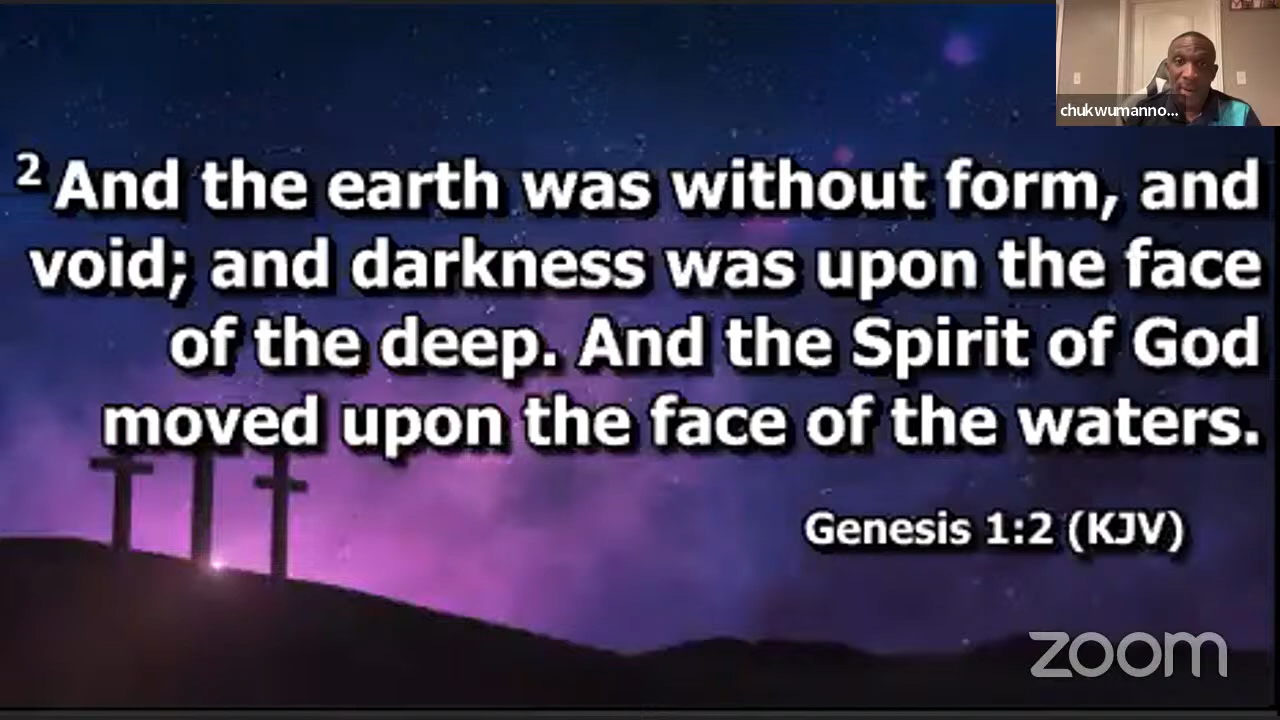 chukwumanno...
2 And the earth was without form, and
void; and darkness was upon the face
of the deep. And the Spirit of God
moved upon the face of the waters.
Genesis 1:2 (KJV)
zoom